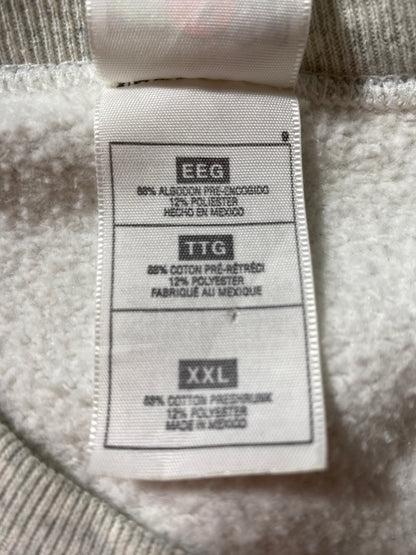 EEG
88% ALGODON PRE-ENCOGIDO
12% POLIESTER
HECHO EN MEXICO
TTG
88% COTON PRÉ-RÉTRÉCI
12% POLYESTER
FABRIQUÉ AU MEXIQUE
XXL
88% COTTON PRESHRUNK
12% POLYESTER
MADE IN MEXICO